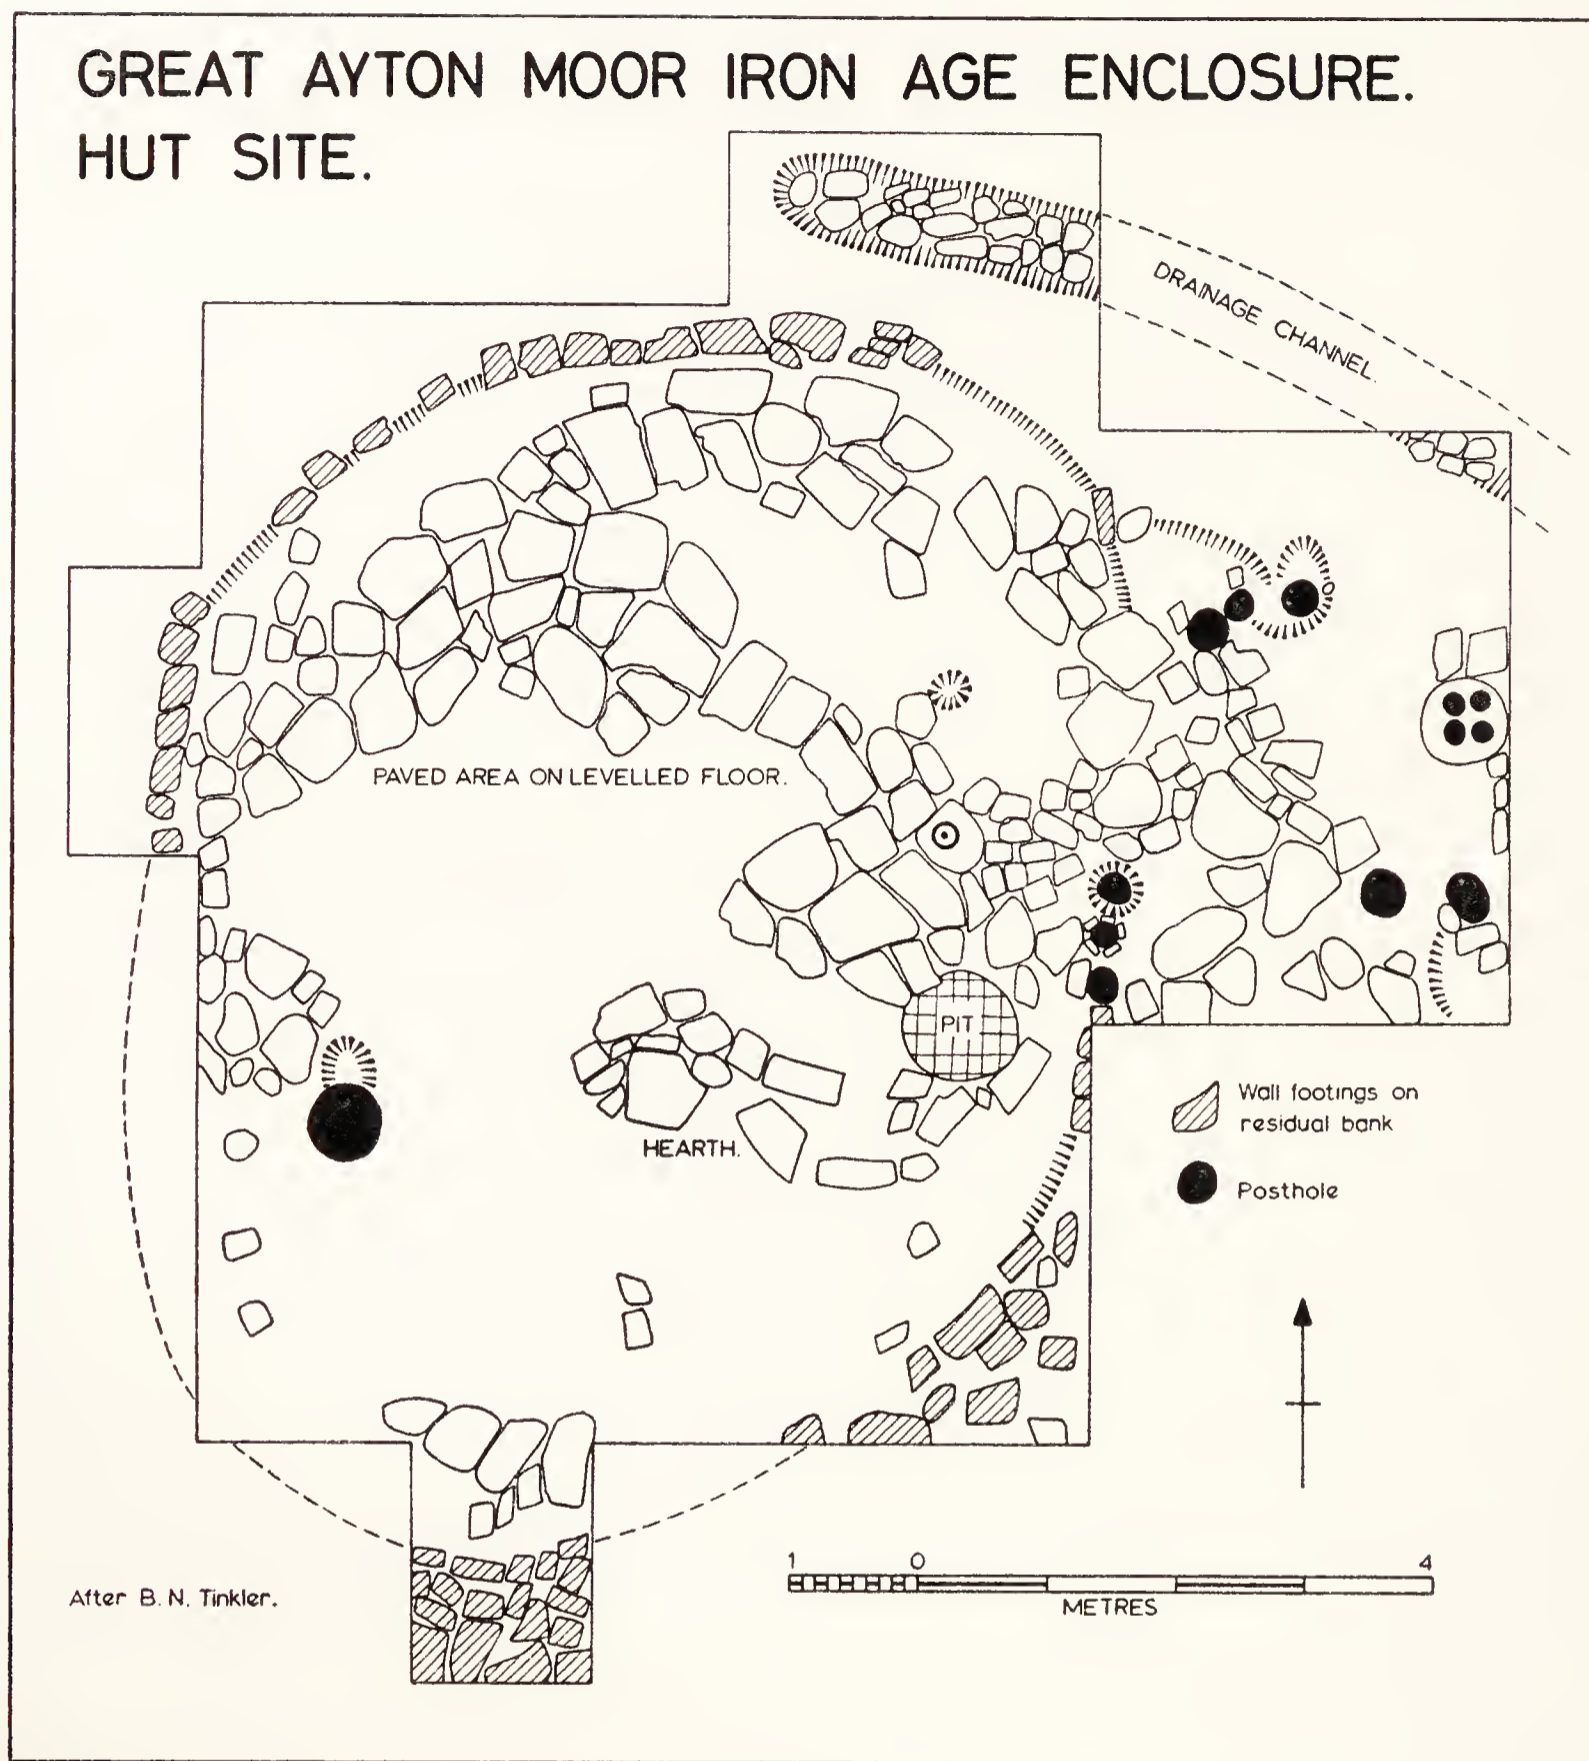 GREAT AYTON MOOR IRON AGE ENCLOSURE.
HUT SITE.
DRAINAGE CHANNEL.
PAVED AREA ON LEVELLED FLOOR.
PIT
HEARTH.
Wall footings on
residual bank
Posthole
1 0 4
METRES
After B. N. Tinkler.